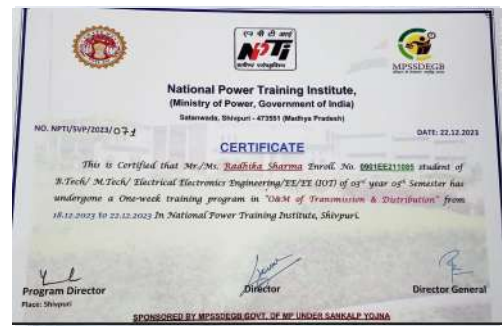 एन पी टी आई
NPTI
MPSSDEGB
National Power Training Institute,
(Ministry of Power, Government of India)
Satanwada, Shivpuri - 473551 (Madhya Pradesh)
NO. NPTI/SVP/2023/071
DATE: 22.12.2023
CERTIFICATE
This is Certified that Mr./Ms. Radhika Sharma Enroll. No. 0901EE211085 student of
B.Tech/ M.Tech/ Electrical Electronics Engineering/EE/EE (IOT) of 03rd year 05th Semester has
undergone a One-week training program in "O&M of Transmission & Distribution" from
18.12.2023 to 22.12.2023 In National Power Training Institute, Shivpuri.
Program Director
Director
Director General
Place: Shivpuri
SPONSORED BY MPSSDEGB GOVT. OF MP UNDER SANKALP YOJNA